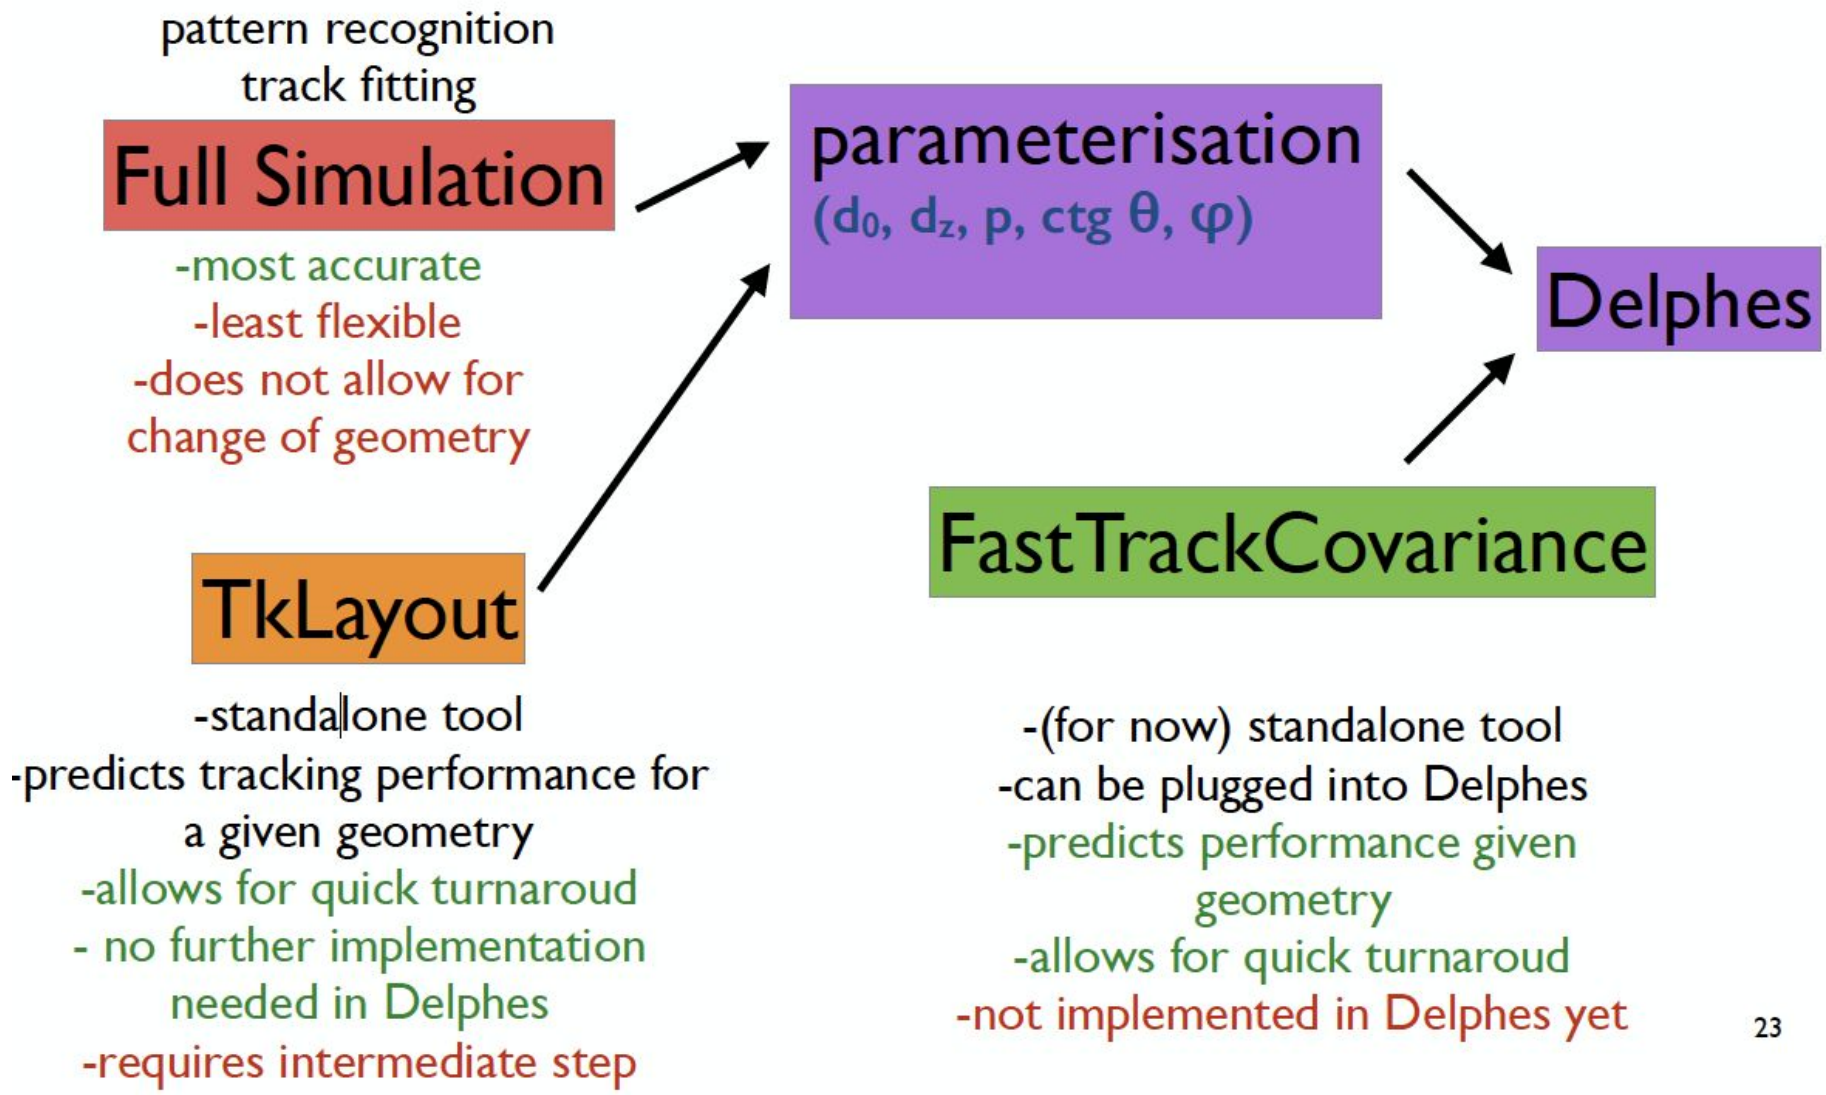 pattern recognition
track fitting
Full Simulation
-most accurate
-least flexible
-does not allow for
change of geometry
TkLayout
-standalone tool
-predicts tracking performance for
a given geometry
-allows for quick turnaroud
- no further implementation
needed in Delphes
-requires intermediate step
parameterisation
(d₀, d_z, p, ctg θ, φ)
Delphes
FastTrackCovariance
-(for now) standalone tool
-can be plugged into Delphes
-predicts performance given
geometry
-allows for quick turnaroud
-not implemented in Delphes yet
23